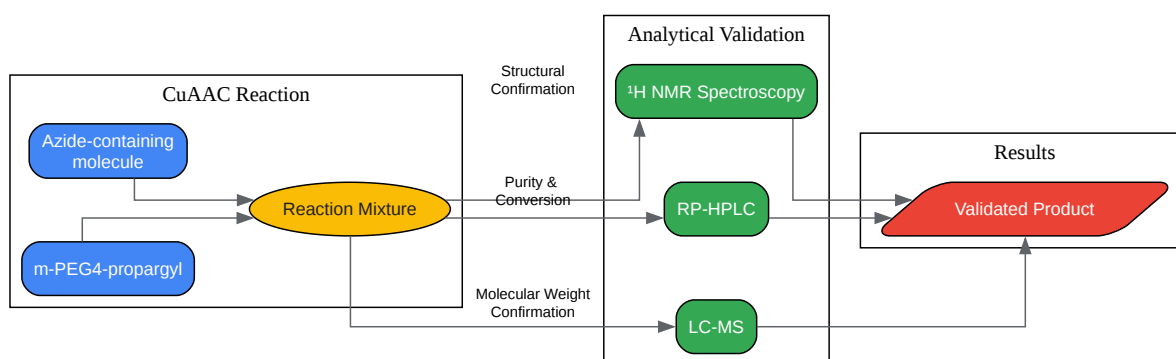 Analytical Validation
Structural
Confirmation
¹H NMR Spectroscopy
CuAAC Reaction
Azide-containing
molecule
Results
Purity &
Conversion
Reaction Mixture
RP-HPLC
Validated Product
m-PEG4-propargyl
Molecular Weight
Confirmation
LC-MS